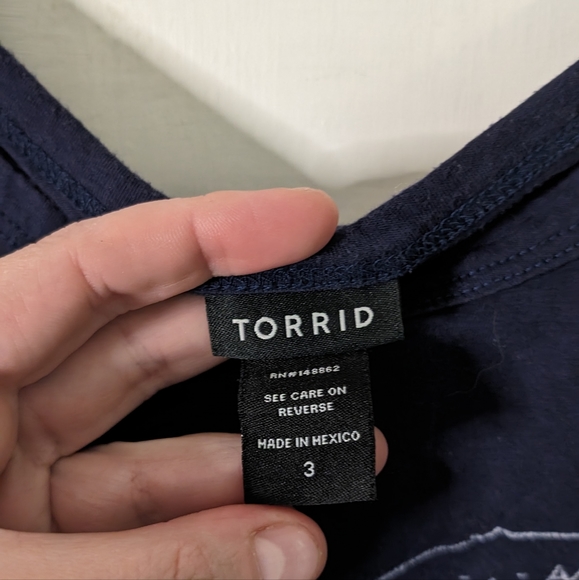 TORRID
RN#148862
SEE CARE ON
REVERSE
MADE IN MEXICO
3